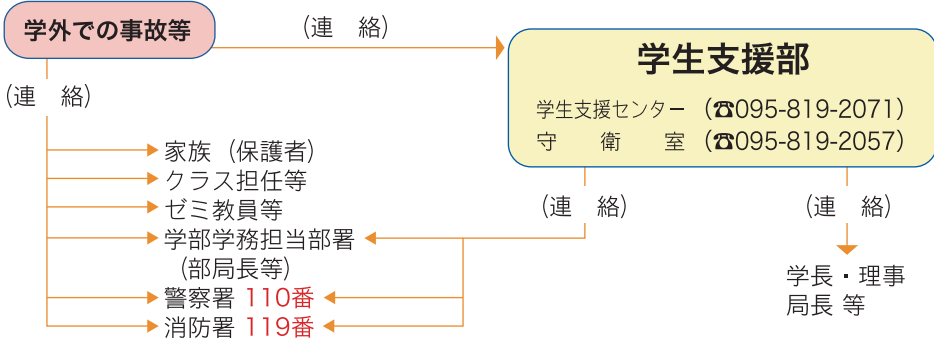 学外での事故等
(連　絡)
学生支援部
学生支援センター (☎095-819-2071)
守　衛　室 (☎095-819-2057)
(連　絡)
家族 (保護者)
クラス担任等
ゼミ教員等
学部学務担当部署
(部局長等)
警察署 110番
消防署 119番
(連　絡)
(連　絡)
学長・理事
局長 等